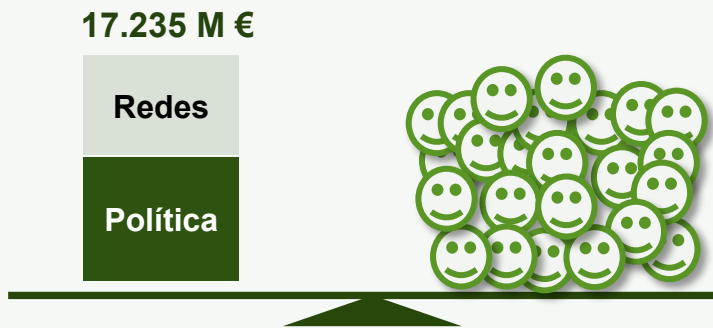 17.235 M €
Redes
Política